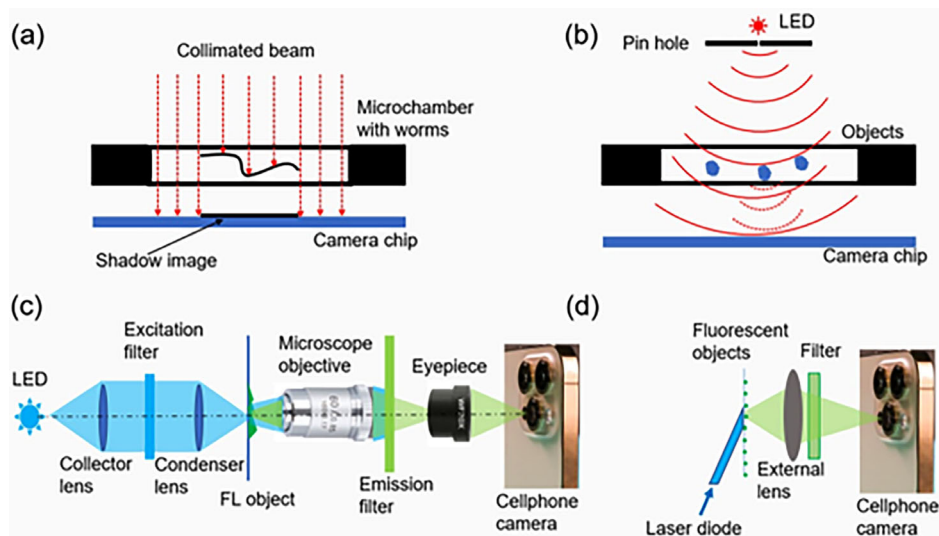 (a)
Collimated beam
Microchamber
with worms
Camera chip
Shadow image
(b)
LED
Pin hole
Objects
Camera chip
(c)
LED
Excitation
filter
Microscope
objective
Eyepiece
Collector
lens
Condenser
lens
FL object
Emission
filter
Cellphone
camera
(d)
Fluorescent
objects
Filter
External
lens
Laser diode
Cellphone
camera